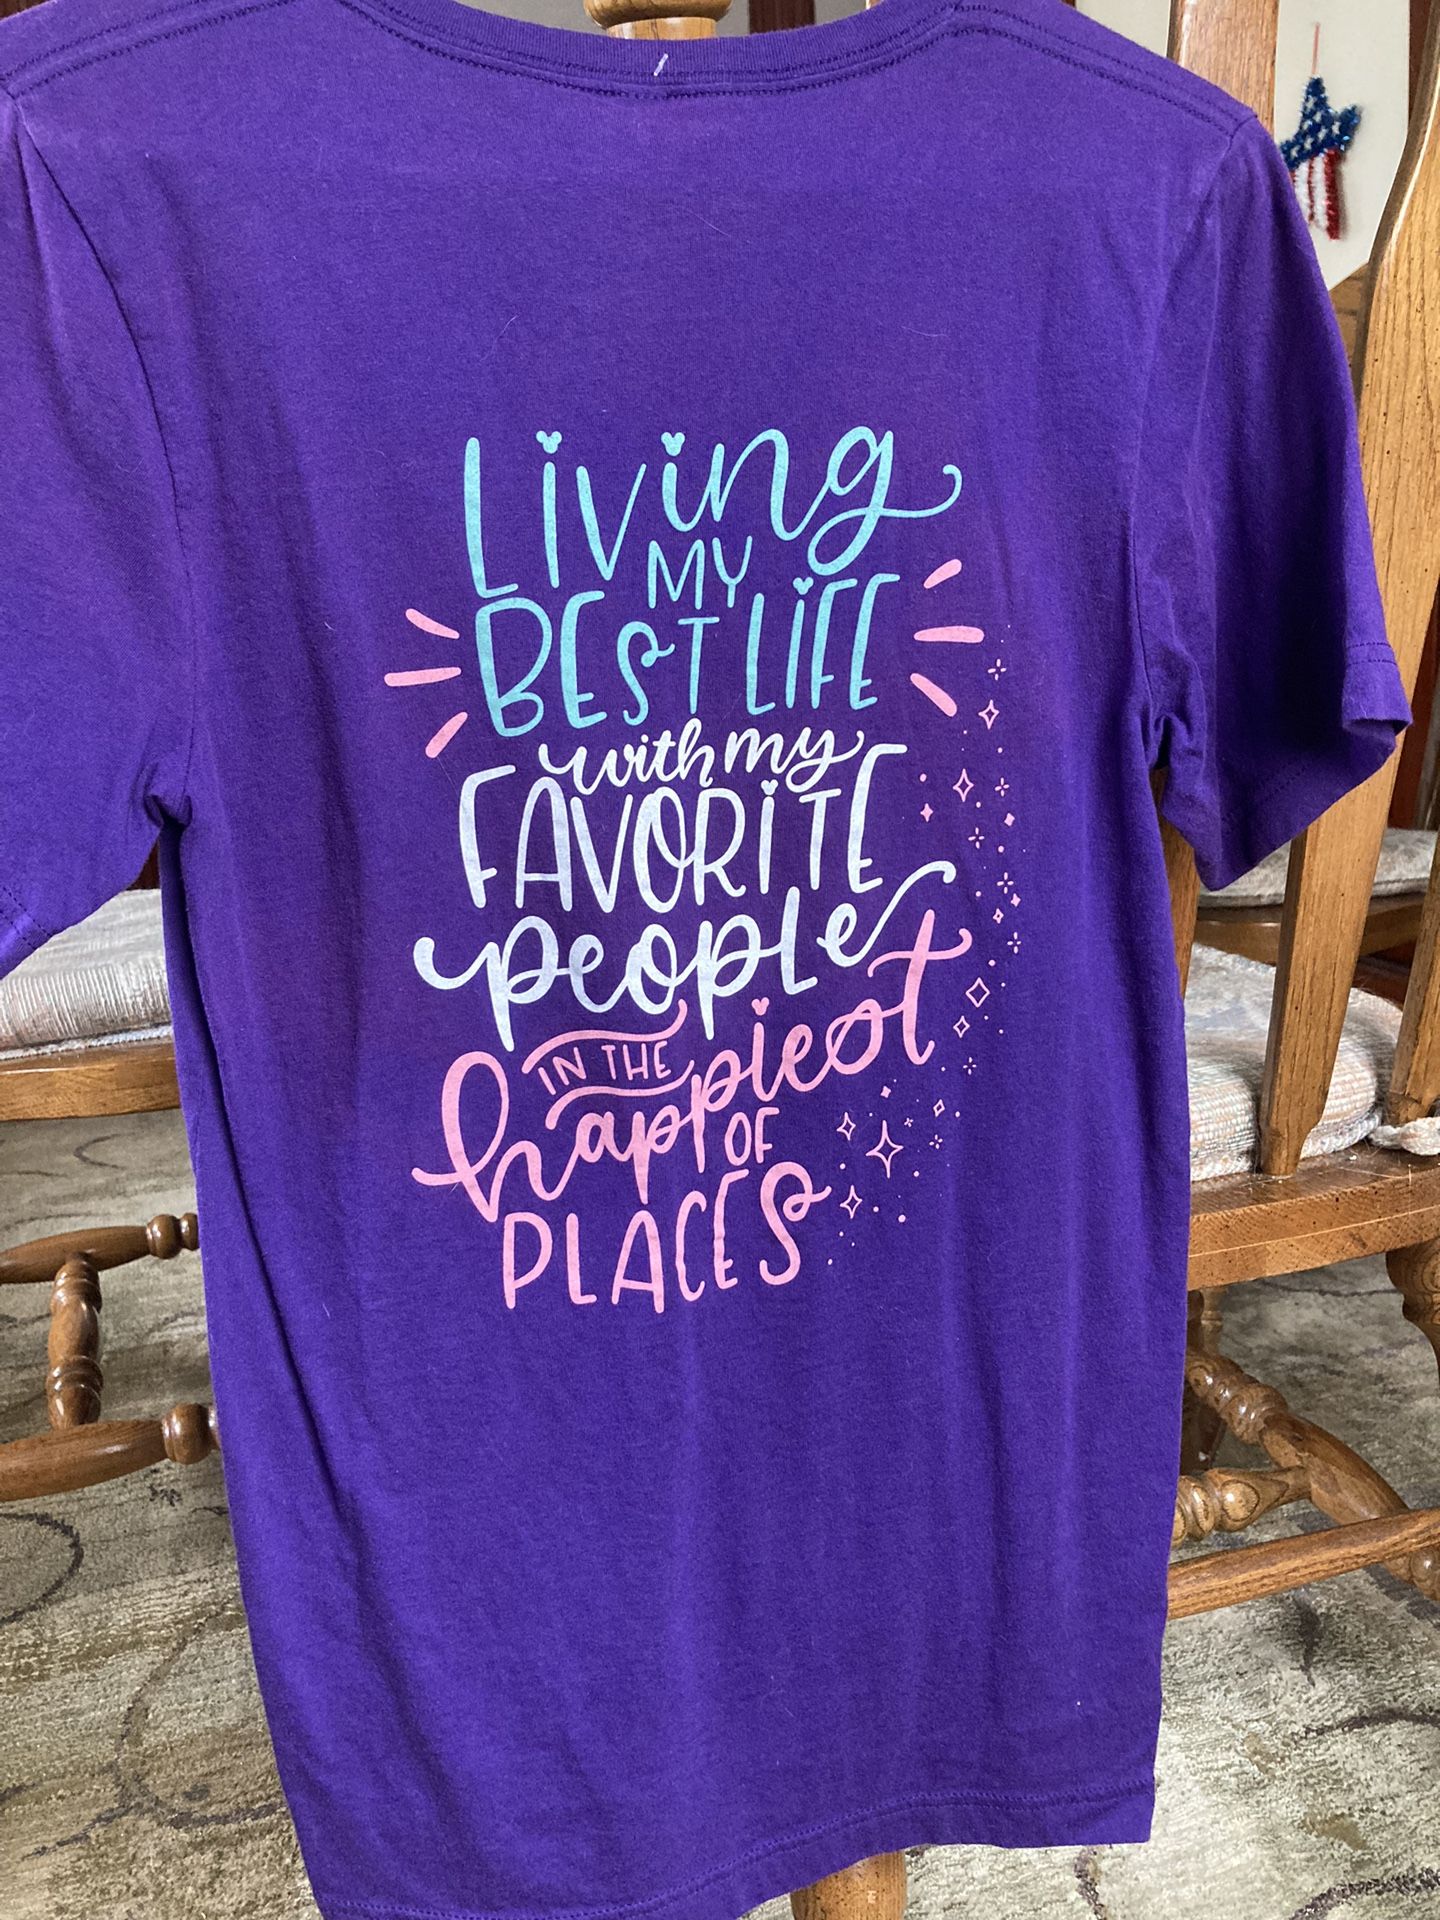 Living
MY
BEST LIFE
with my
FAVORITE
people
IN THE
happiest
OF
PLACES